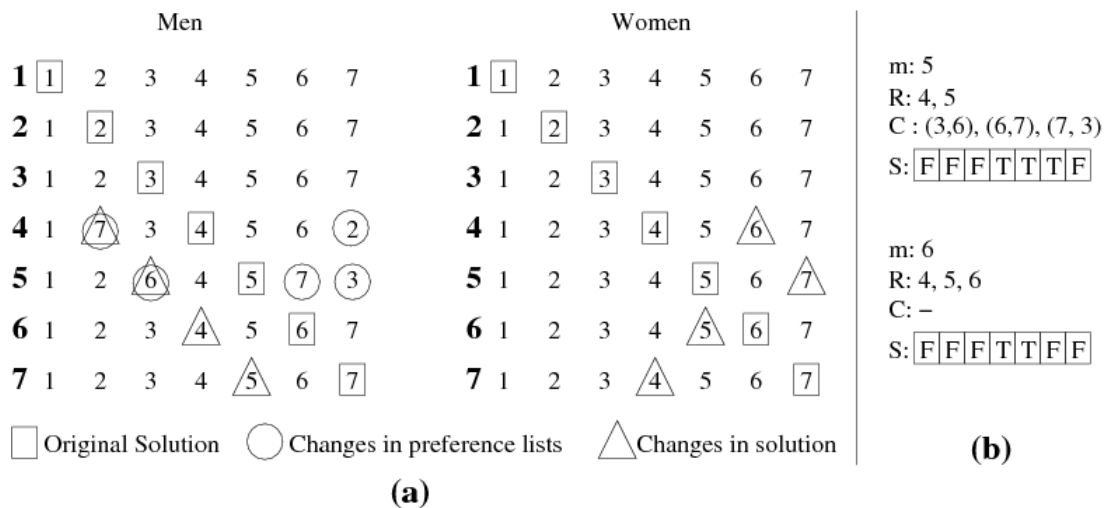 Men
1 1 2 3 4 5 6 7
2 1 2 3 4 5 6 7
3 1 2 3 4 5 6 7
4 1 7 3 4 5 6 2
5 1 2 6 4 5 7 3
6 1 2 3 4 5 6 7
7 1 2 3 4 5 6 7
Women
1 1 2 3 4 5 6 7
2 1 2 3 4 5 6 7
3 1 2 3 4 5 6 7
4 1 2 3 4 5 6 7
5 1 2 3 4 5 6 7
6 1 2 3 4 5 6 7
7 1 2 3 4 5 6 7
Original Solution
Changes in preference lists
Changes in solution
(a)
m: 5
R: 4, 5
C : (3,6), (6,7), (7, 3)
S: F F F T T T F
m: 6
R: 4, 5, 6
C: –
S: F F F T T F F
(b)